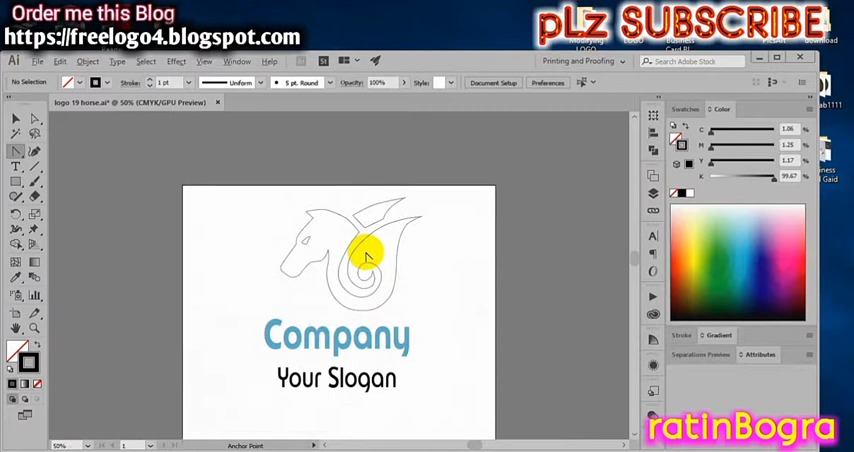 Order me this Blog
https://freelogo4.blogspot.com
pLz SUBSCRIBE
Ai File Edit Object Type Select Effect View Window Help
Printing and Proofing
Search Adobe Stock
No Selection Stroke: 1 pt Uniform 5 pt. Round Opacity: 100% Style: Document Setup Preferences
logo 19 horse.ai* @ 50% (CMYK/GPU Preview) ×
Swatches Color
C 1.06 %
M 1.25 %
Y 1.17 %
K 99.67 %
Company
Your Slogan
Stroke Gradient
Separations Preview Attributes
50% 1 Anchor Point
ratinBogra